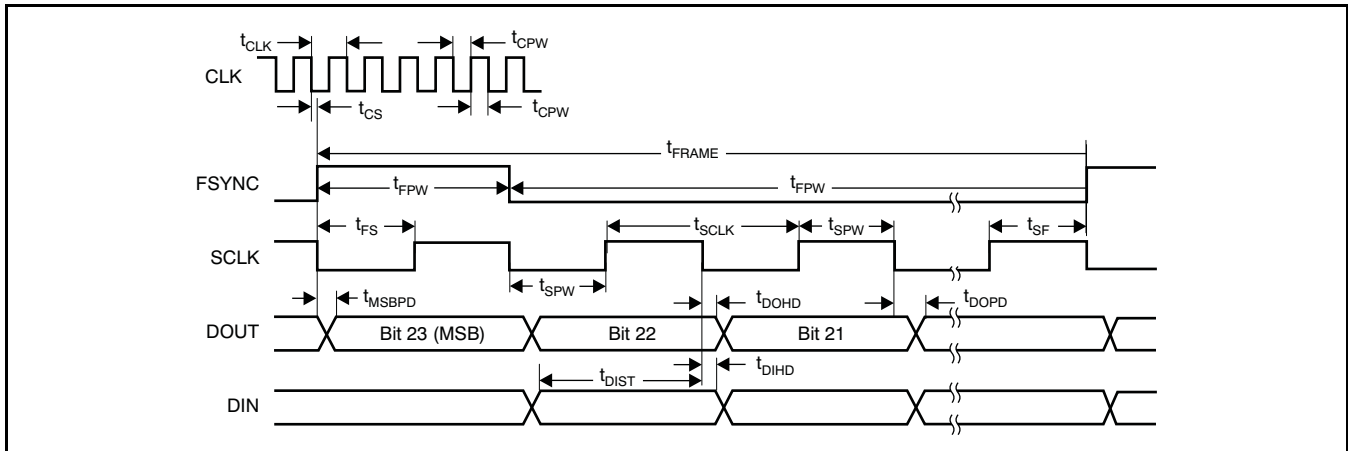 tCLK
tCPW
CLK
tCS
tCPW
tFRAME
FSYNC
tFPW
tFPW
tFS
tSCLK
tSPW
tSF
SCLK
tSPW
tMSBPD
tDOHD
tDOPD
DOUT
Bit 23 (MSB)
Bit 22
Bit 21
tDIST
tDIHD
DIN